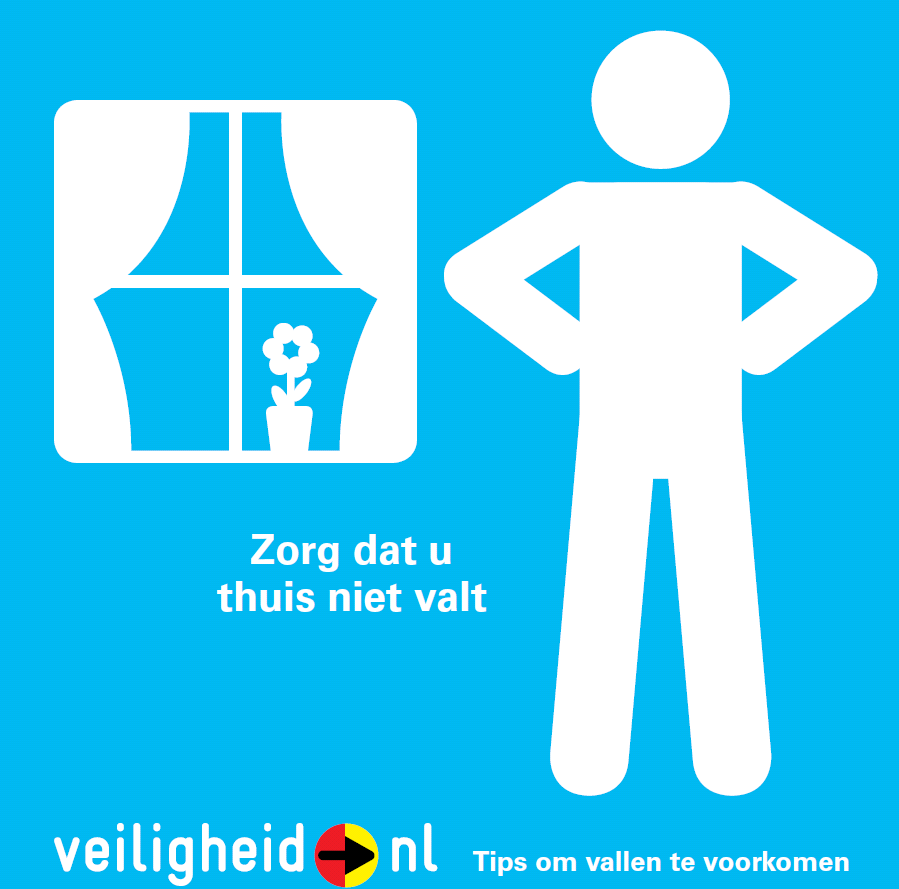 Zorg dat u
thuis niet valt
veiligheid nl
Tips om vallen te voorkomen